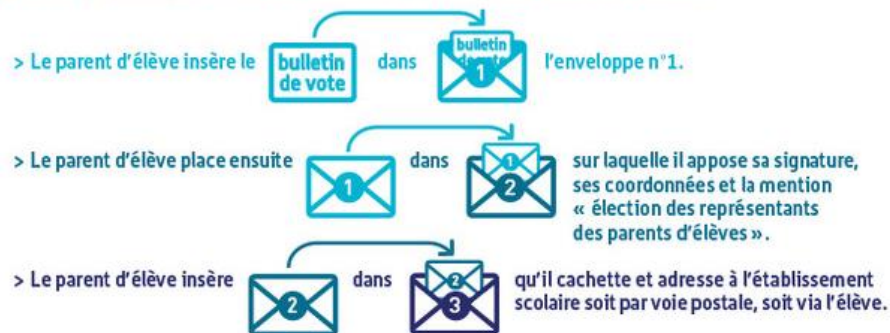 > Le parent d'élève insère le bulletin de vote dans bulletin 1 l'enveloppe n°1.
> Le parent d'élève place ensuite 1 dans 1 2 sur laquelle il appose sa signature,
ses coordonnées et la mention
« élection des représentants
des parents d'élèves ».
> Le parent d'élève insère 2 dans 2 3 qu'il cachette et adresse à l'établissement
scolaire soit par voie postale, soit via l'élève.